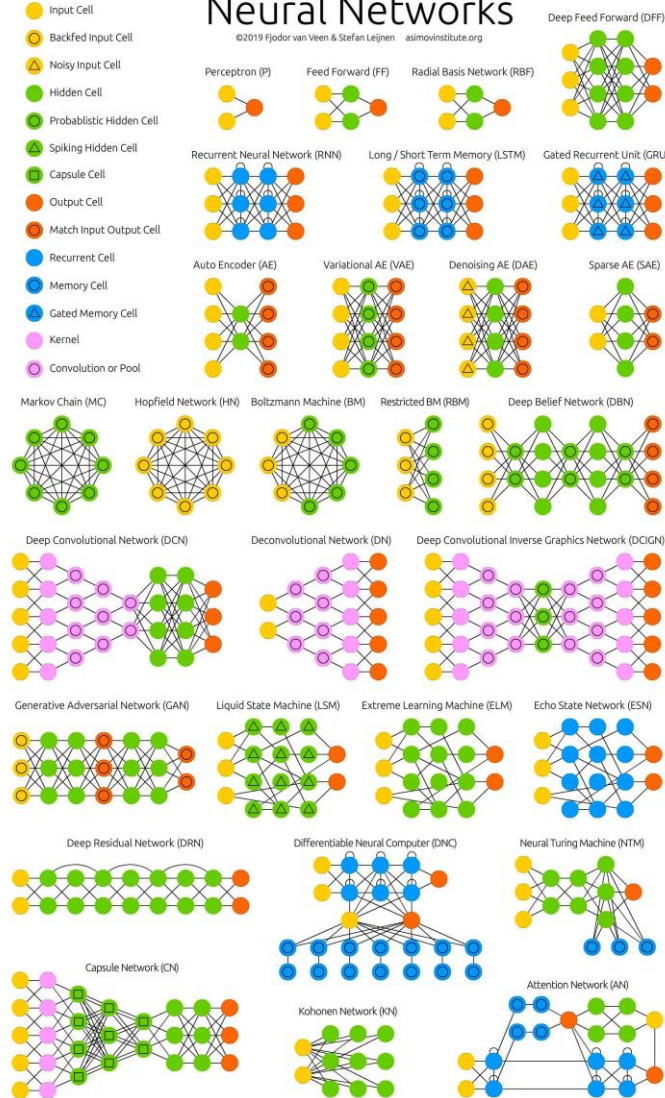 Neural Networks
©2019 Fjodor van Veen & Stefan Leijnen asimovinstitute.org
Input Cell
Backfed Input Cell
Noisy Input Cell
Hidden Cell
Probablistic Hidden Cell
Spiking Hidden Cell
Capsule Cell
Output Cell
Match Input Output Cell
Recurrent Cell
Memory Cell
Gated Memory Cell
Kernel
Convolution or Pool
Deep Feed Forward (DFF)
Perceptron (P)
Feed Forward (FF)
Radial Basis Network (RBF)
Recurrent Neural Network (RNN)
Long / Short Term Memory (LSTM)
Gated Recurrent Unit (GRU
Auto Encoder (AE)
Variational AE (VAE)
Denoising AE (DAE)
Sparse AE (SAE)
Markov Chain (MC)
Hopfield Network (HN)
Boltzmann Machine (BM)
Restricted BM (RBM)
Deep Belief Network (DBN)
Deep Convolutional Network (DCN)
Deconvolutional Network (DN)
Deep Convolutional Inverse Graphics Network (DCIGN)
Generative Adversarial Network (GAN)
Liquid State Machine (LSM)
Extreme Learning Machine (ELM)
Echo State Network (ESN)
Deep Residual Network (DRN)
Differentiable Neural Computer (DNC)
Neural Turing Machine (NTM)
Capsule Network (CN)
Kohonen Network (KN)
Attention Network (AN)